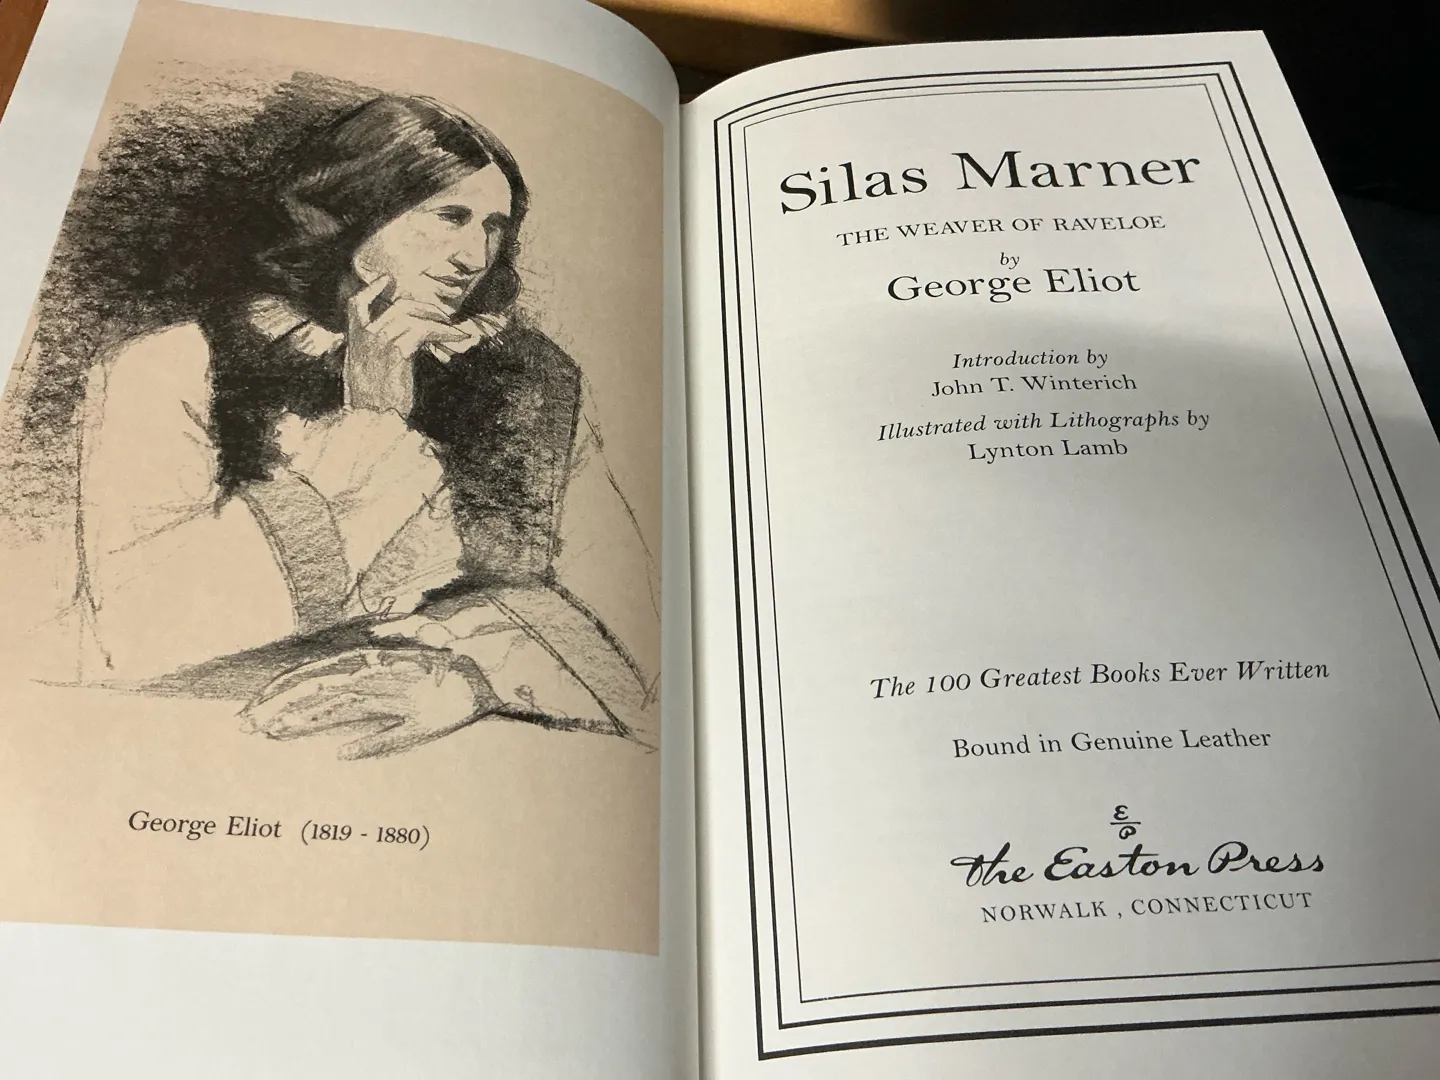 George Eliot (1819 - 1880)
Silas Marner
THE WEAVER OF RAVELOE
by
George Eliot
Introduction by
John T. Winterich
Illustrated with Lithographs by
Lynton Lamb
The 100 Greatest Books Ever Written
Bound in Genuine Leather
E
P
The Easton Press
NORWALK , CONNECTICUT